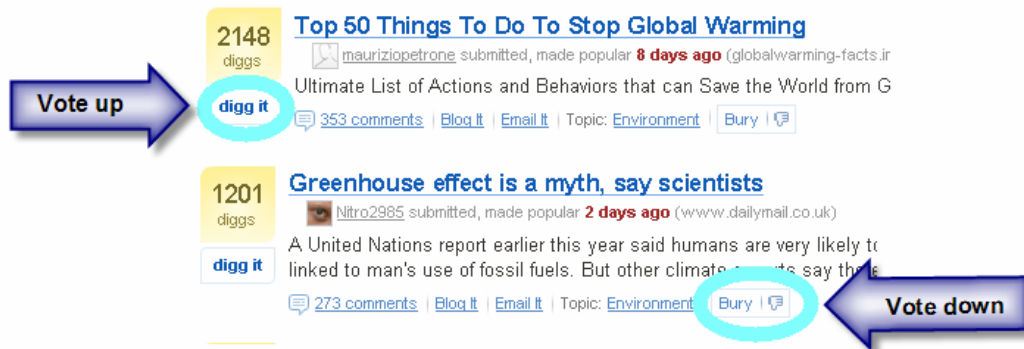 2148
diggs
digg it
Top 50 Things To Do To Stop Global Warming
mauriziopetrone submitted, made popular 8 days ago (globalwarming-facts.ir
Ultimate List of Actions and Behaviors that can Save the World from G
353 comments | Blog It | Email It | Topic: Environment | Bury
Vote up
1201
diggs
digg it
Greenhouse effect is a myth, say scientists
Nitro2985 submitted, made popular 2 days ago (www.dailymail.co.uk)
A United Nations report earlier this year said humans are very likely to
linked to man's use of fossil fuels. But other climate say
273 comments | Blog It | Email It | Topic: Environment | Bury
Vote down